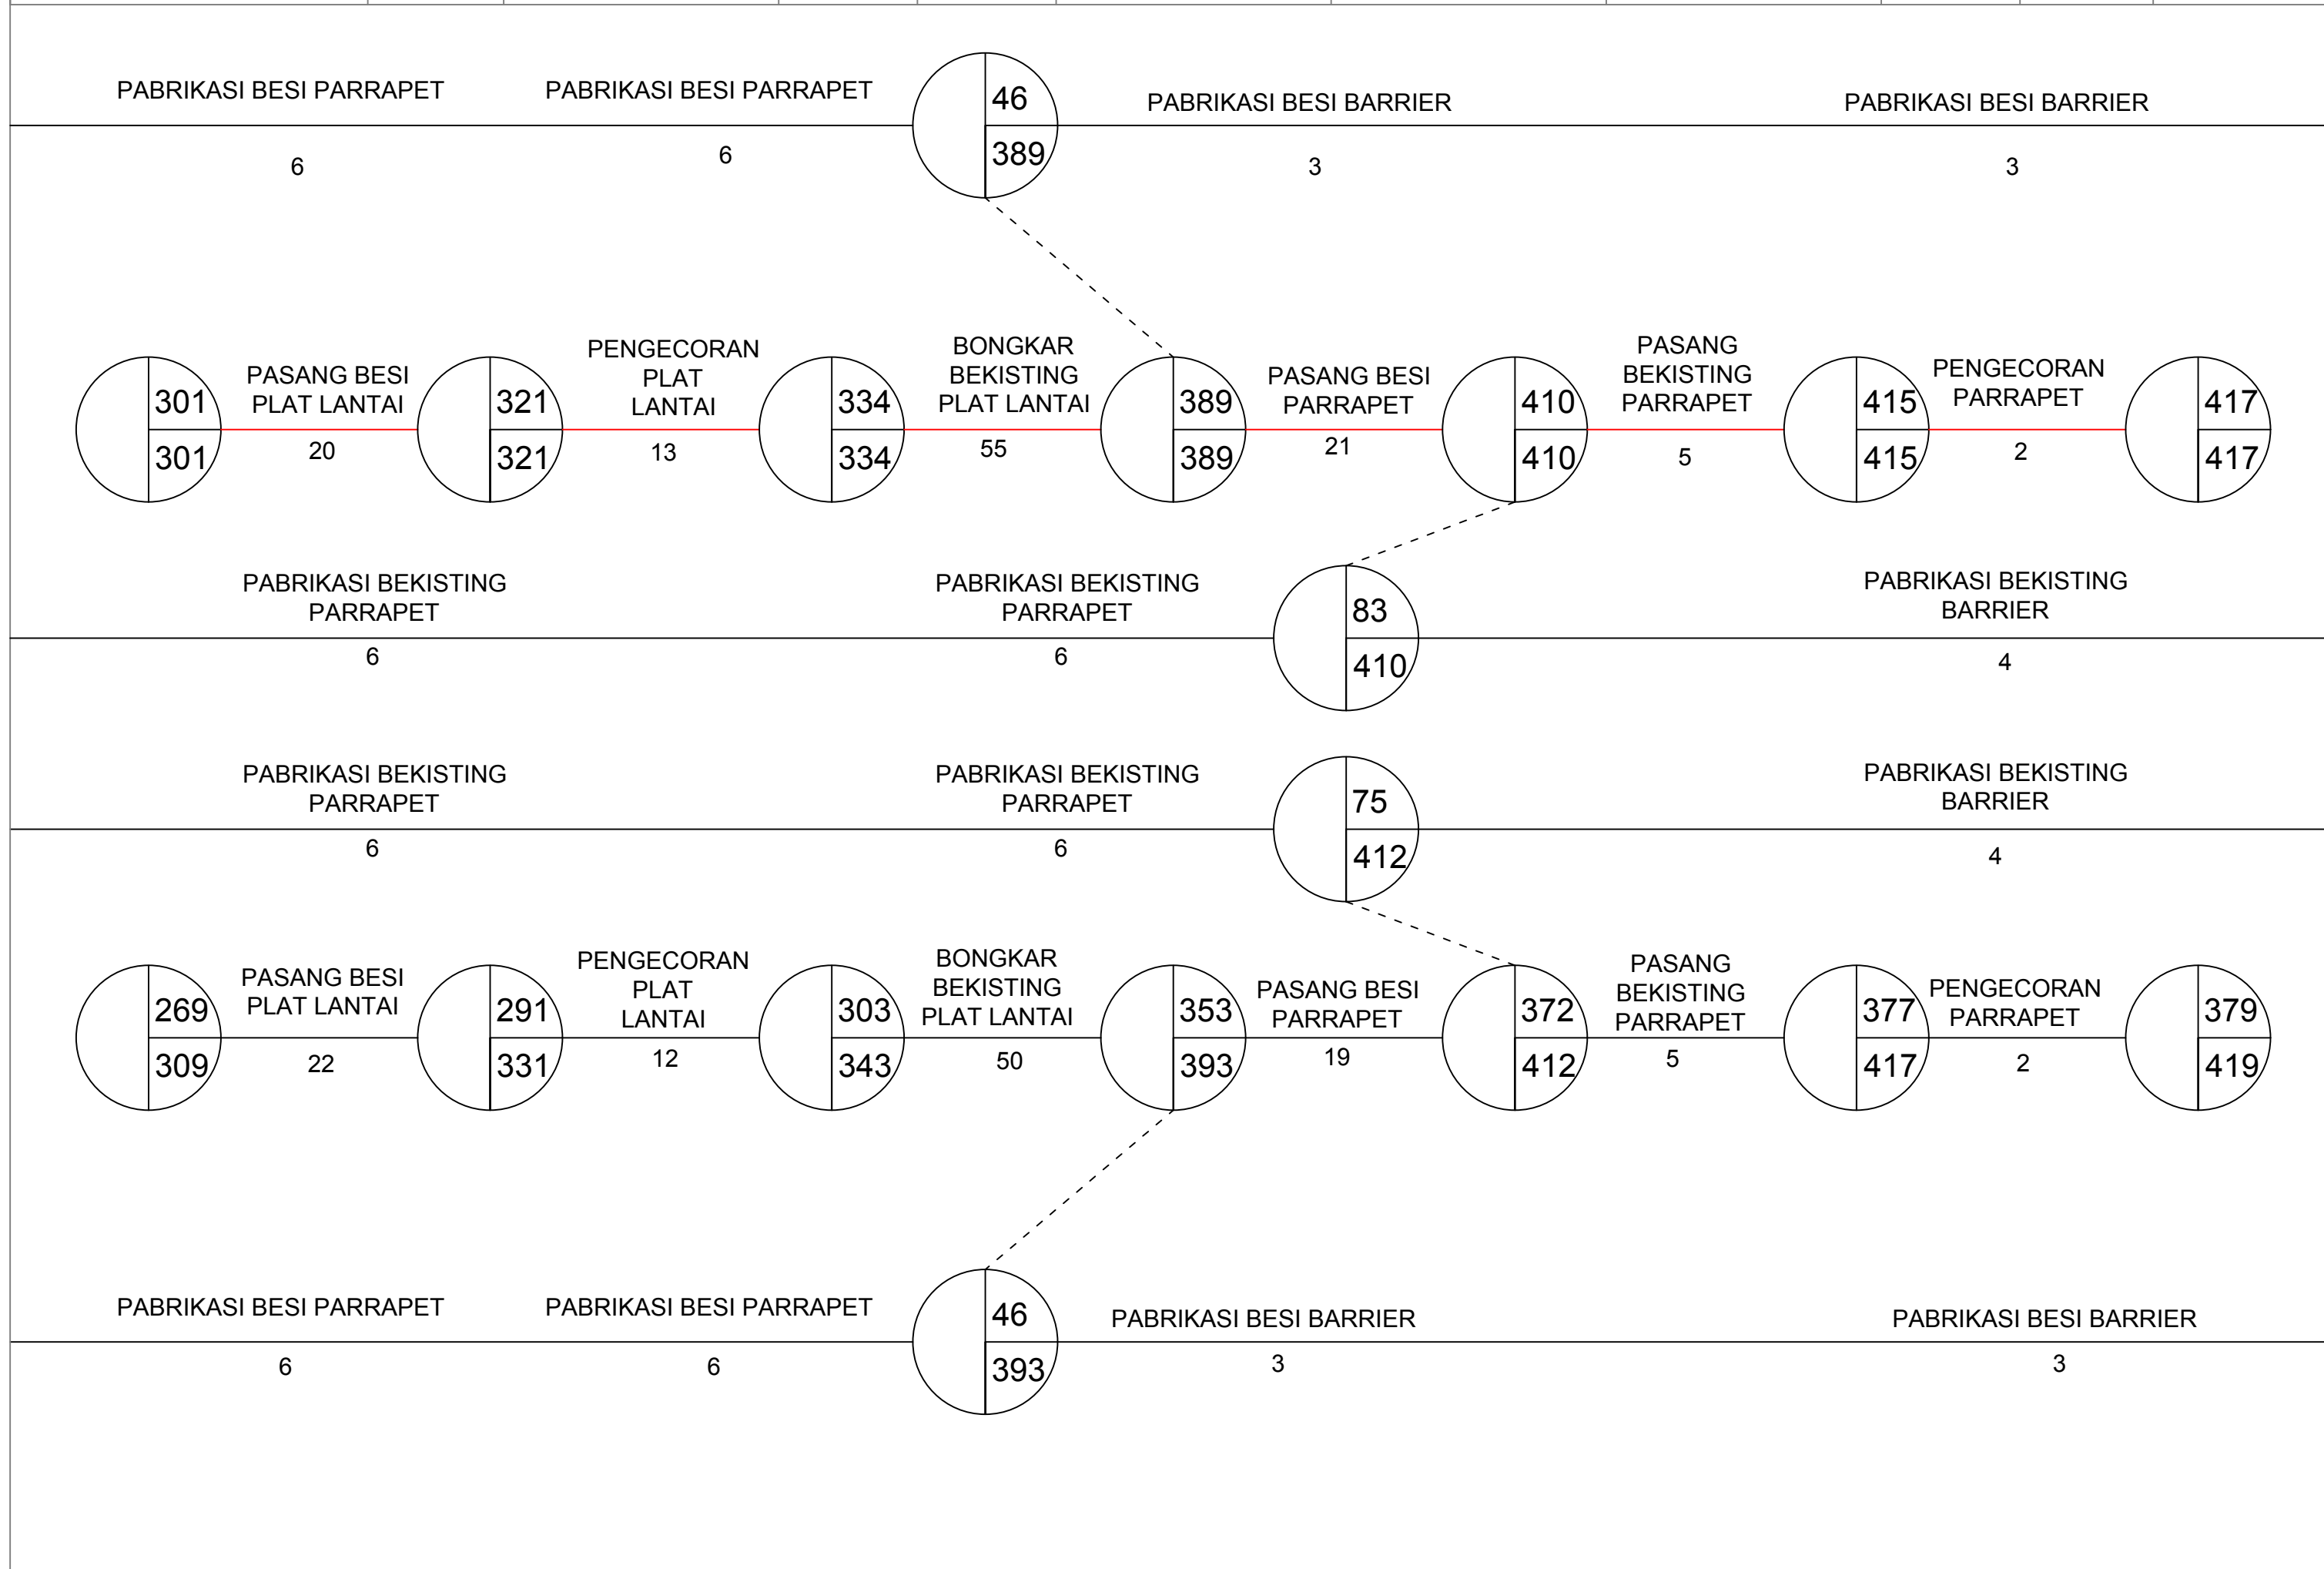 PABRIKASI BESI PARRAPET
6
PABRIKASI BESI PARRAPET
6
46
389
PABRIKASI BESI BARRIER
3
PABRIKASI BESI BARRIER
3
301
301
PASANG BESI
PLAT LANTAI
20
321
321
PENGECORAN
PLAT
LANTAI
13
334
334
BONGKAR
BEKISTING
PLAT LANTAI
55
389
389
PASANG BESI
PARRAPET
21
410
410
PASANG
BEKISTING
PARRAPET
5
415
415
PENGECORAN
PARRAPET
2
417
417
PABRIKASI BEKISTING
PARRAPET
6
PABRIKASI BEKISTING
PARRAPET
6
83
410
PABRIKASI BEKISTING
BARRIER
4
PABRIKASI BEKISTING
PARRAPET
6
PABRIKASI BEKISTING
PARRAPET
6
75
412
PABRIKASI BEKISTING
BARRIER
4
269
309
PASANG BESI
PLAT LANTAI
22
291
331
PENGECORAN
PLAT
LANTAI
12
303
343
BONGKAR
BEKISTING
PLAT LANTAI
50
353
393
PASANG BESI
PARRAPET
19
372
412
PASANG
BEKISTING
PARRAPET
5
377
417
PENGECORAN
PARRAPET
2
379
419
PABRIKASI BESI PARRAPET
6
PABRIKASI BESI PARRAPET
6
46
393
PABRIKASI BESI BARRIER
3
PABRIKASI BESI BARRIER
3